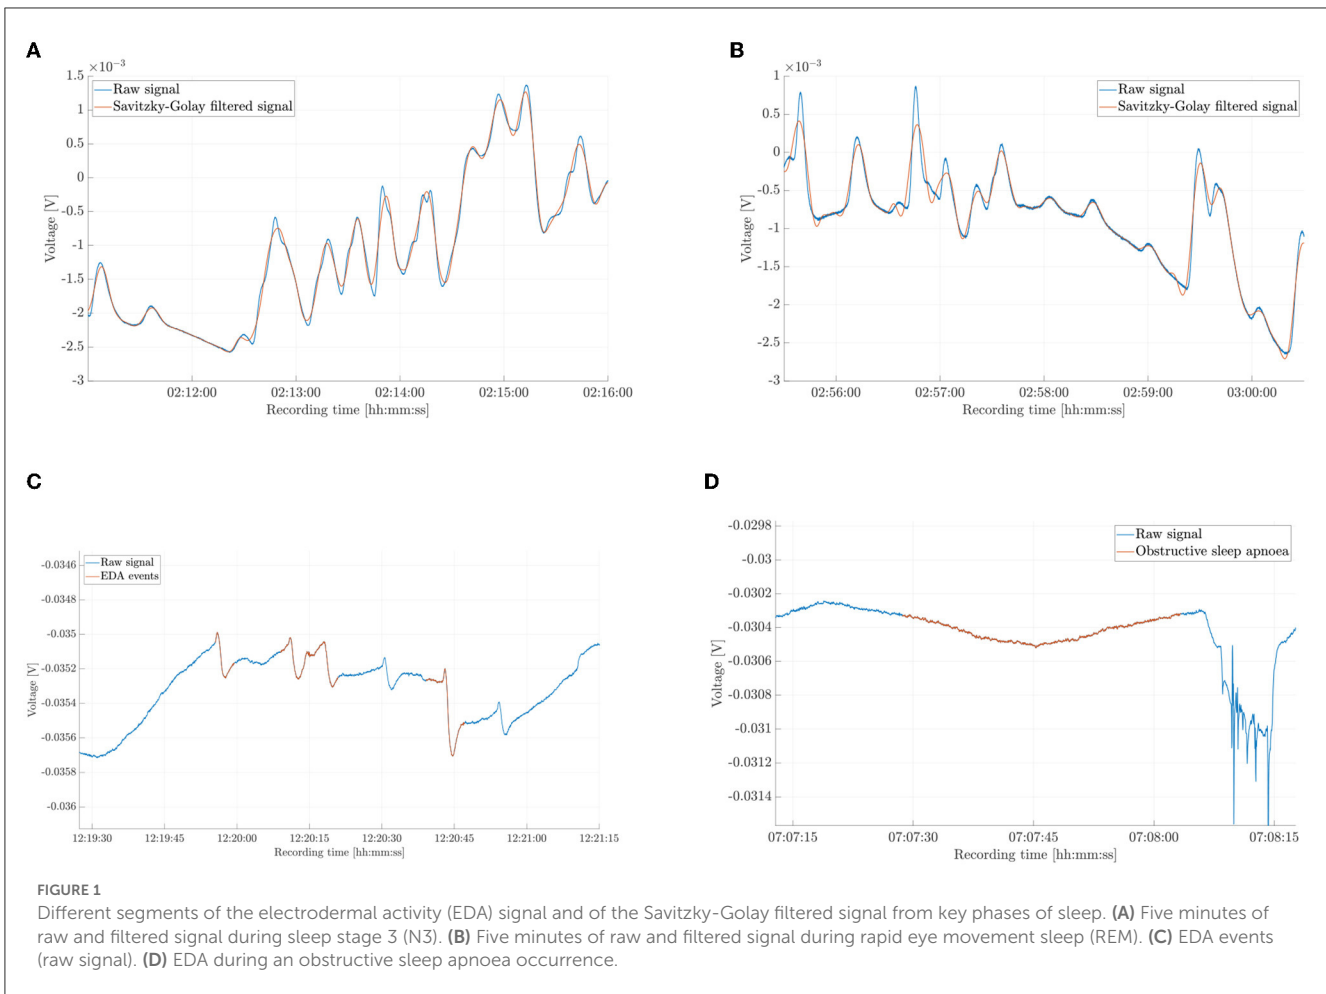 A
×10⁻³
1.5
1
0.5
0
-0.5
-1
-1.5
-2
-2.5
-3
Voltage [V]
Raw signal
Savitzky-Golay filtered signal
02:12:00 02:13:00 02:14:00 02:15:00 02:16:00
Recording time [hh:mm:ss]
B
×10⁻³
1
0.5
0
-0.5
-1
-1.5
-2
-2.5
-3
Voltage [V]
Raw signal
Savitzky-Golay filtered signal
02:56:00 02:57:00 02:58:00 02:59:00 03:00:00
Recording time [hh:mm:ss]
C
-0.0346
-0.0348
-0.035
-0.0352
-0.0354
-0.0356
-0.0358
-0.036
Voltage [V]
Raw signal
EDA events
12:19:30 12:19:45 12:20:00 12:20:15 12:20:30 12:20:45 12:21:00 12:21:15
Recording time [hh:mm:ss]
D
-0.0298
-0.03
-0.0302
-0.0304
-0.0306
-0.0308
-0.031
-0.0312
-0.0314
Voltage [V]
Raw signal
Obstructive sleep apnoea
07:07:15 07:07:30 07:07:45 07:08:00 07:08:15
Recording time [hh:mm:ss]
FIGURE 1
Different segments of the electrodermal activity (EDA) signal and of the Savitzky-Golay filtered signal from key phases of sleep. (A) Five minutes of
raw and filtered signal during sleep stage 3 (N3). (B) Five minutes of raw and filtered signal during rapid eye movement sleep (REM). (C) EDA events
(raw signal). (D) EDA during an obstructive sleep apnoea occurrence.